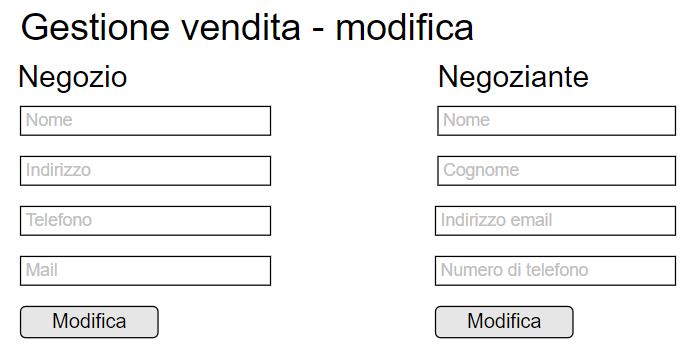 Gestione vendita - modifica
Negozio
Nome
Indirizzo
Telefono
Mail
Modifica
Negoziante
Nome
Cognome
Indirizzo email
Numero di telefono
Modifica